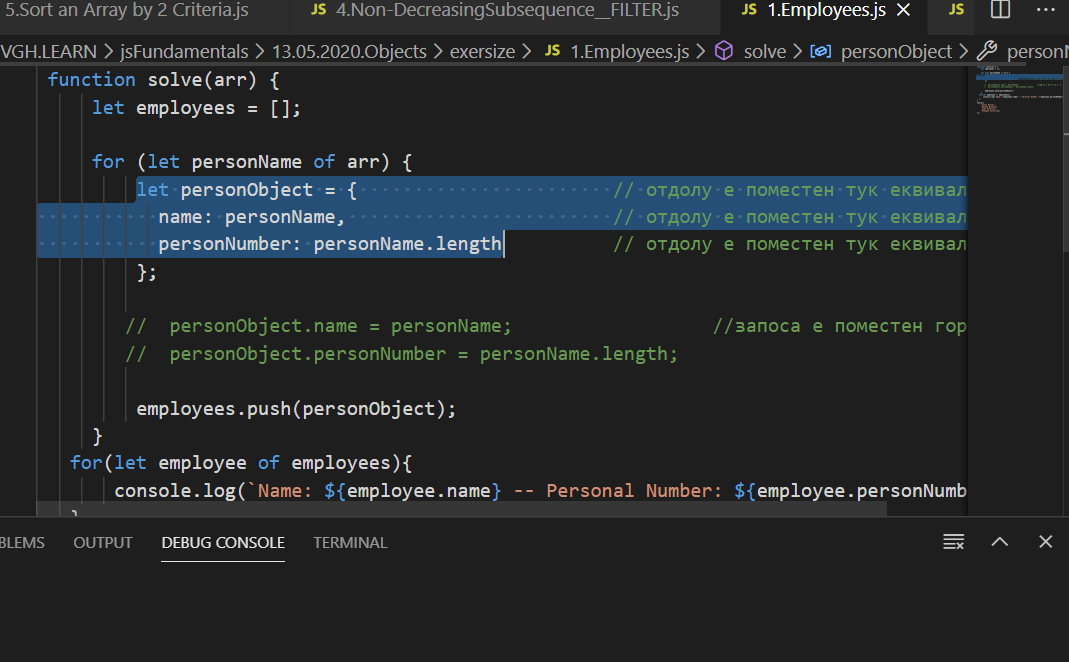 5.Sort an Array by 2 Criteria.js JS 4.Non-DecreasingSubsequence__FILTER.js JS 1.Employees.js JS
VGH.LEARN > jsFundamentals > 13.05.2020.Objects > exersize > JS 1.Employees.js > solve > personObject > personN
function solve(arr) {
let employees = [];
for (let personName of arr) {
let personObject = { // отдолу е поместен тук еквивал
name: personName, // отдолу е поместен тук еквивал
personNumber: personName.length // отдолу е поместен тук еквивал
};
// personObject.name = personName; //запоса е поместен гор
// personObject.personNumber = personName.length;
employees.push(personObject);
}
for(let employee of employees){
console.log(`Name: ${employee.name} -- Personal Number: ${employee.personNumb
}
BLEMS OUTPUT DEBUG CONSOLE TERMINAL